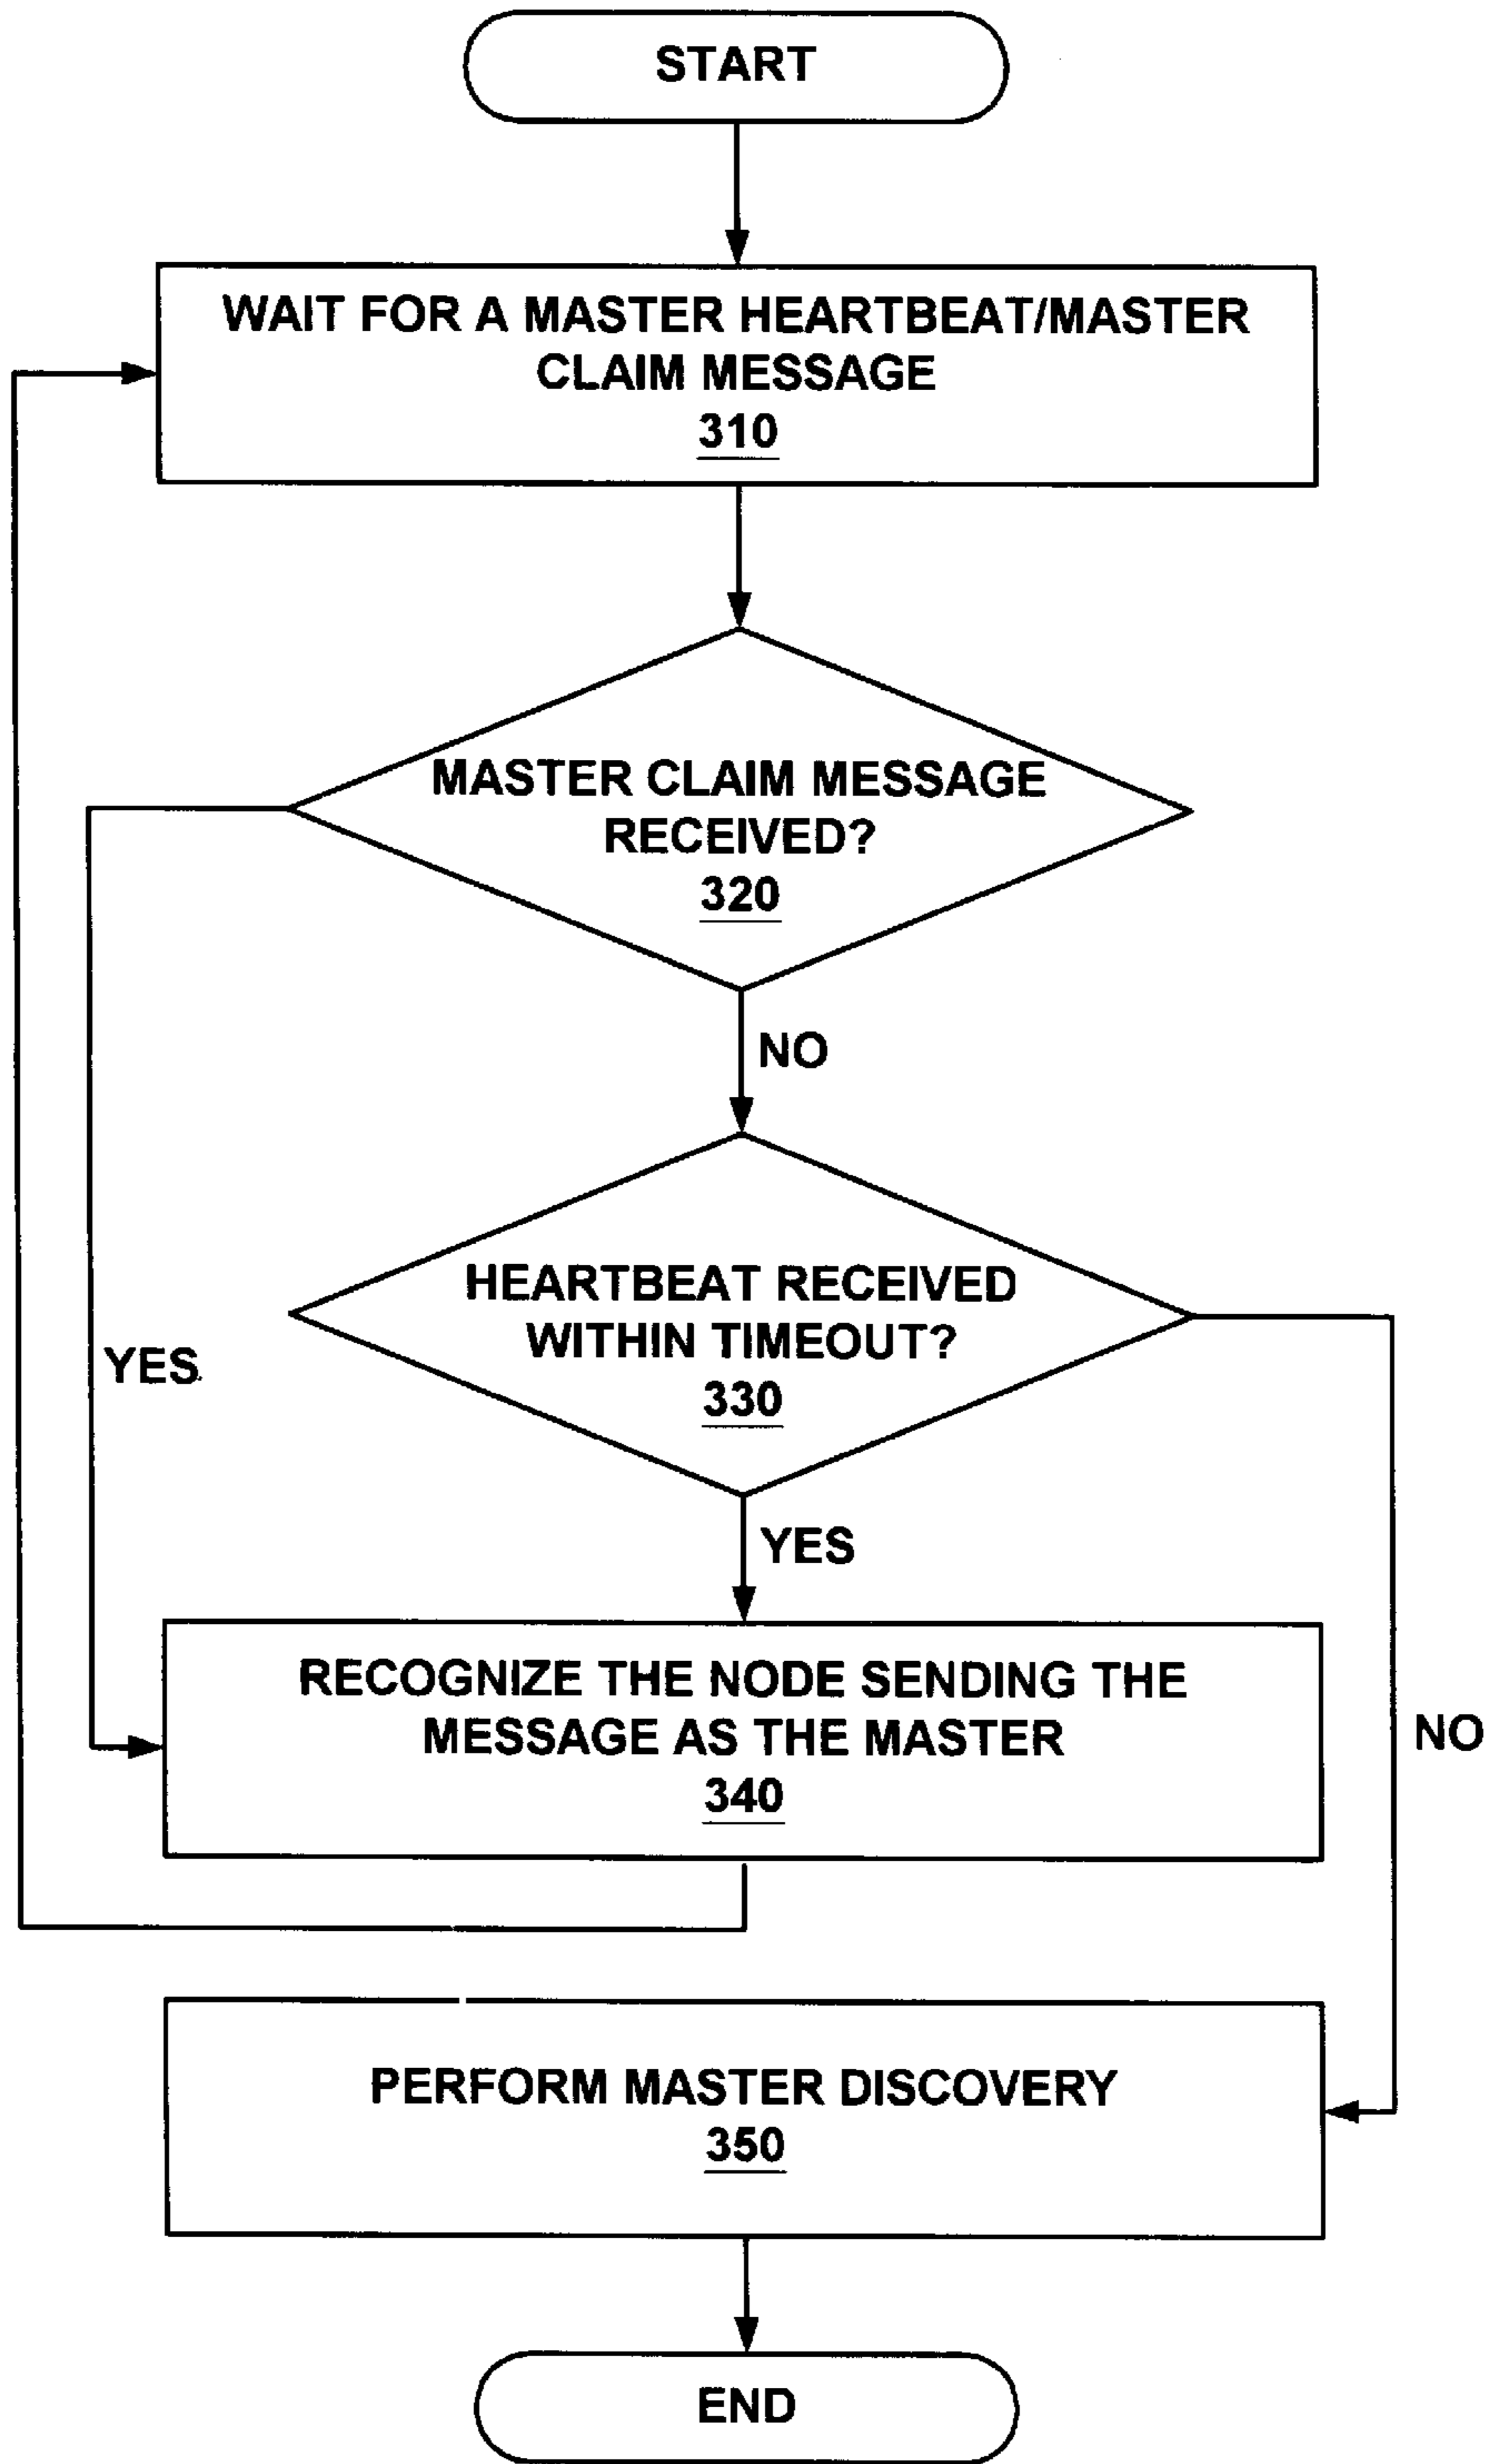 START
WAIT FOR A MASTER HEARTBEAT/MASTER
CLAIM MESSAGE
310
MASTER CLAIM MESSAGE
RECEIVED?
320
NO
HEARTBEAT RECEIVED
WITHIN TIMEOUT?
330
YES
YES
RECOGNIZE THE NODE SENDING THE
MESSAGE AS THE MASTER
340
NO
PERFORM MASTER DISCOVERY
350
END